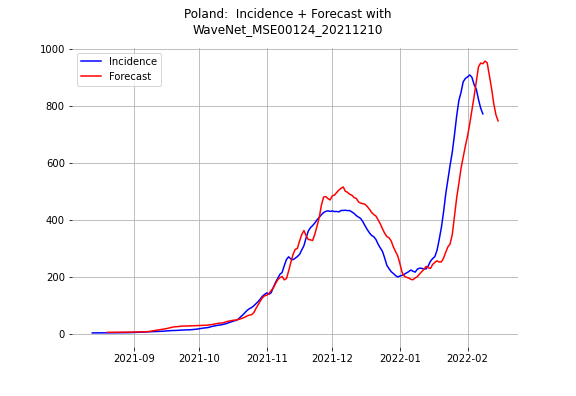 Poland:  Incidence + Forecast with
WaveNet_MSE00124_20211210
Incidence
Forecast
1000
800
600
400
200
0
2021-09 2021-10 2021-11 2021-12 2022-01 2022-02